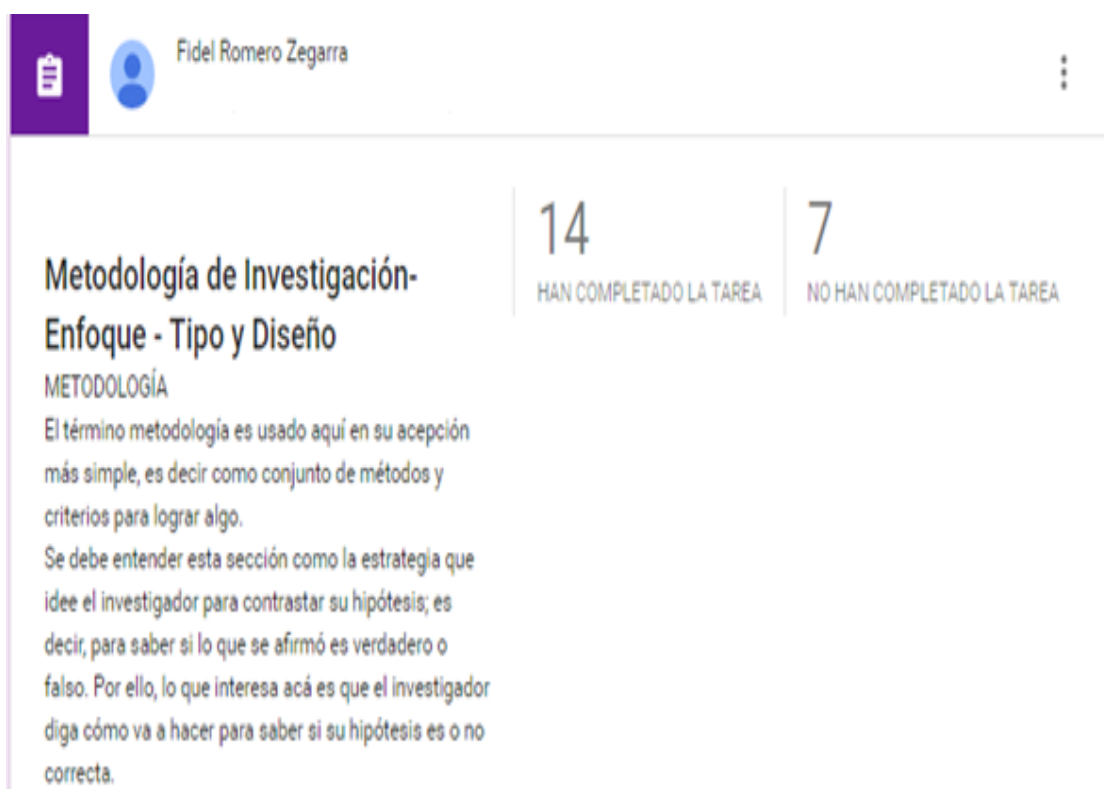 Fidel Romero Zegarra
Metodología de Investigación-
Enfoque - Tipo y Diseño
METODOLOGÍA
El término metodología es usado aquí en su acepción
más simple, es decir como conjunto de métodos y
criterios para lograr algo.
Se debe entender esta sección como la estrategia que
idee el investigador para contrastar su hipótesis; es
decir, para saber si lo que se afirmó es verdadero o
falso. Por ello, lo que interesa acá es que el investigador
diga cómo va a hacer para saber si su hipótesis es o no
correcta.
14
HAN COMPLETADO LA TAREA
7
NO HAN COMPLETADO LA TAREA